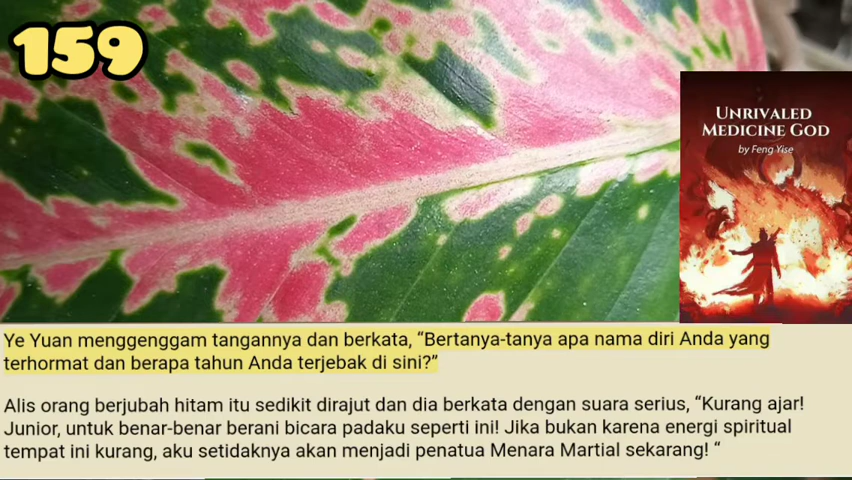 159
UNRIVALED
MEDICINE GOD
by Feng Yise
Ye Yuan menggenggam tangannya dan berkata, “Bertanya-tanya apa nama diri Anda yang
terhormat dan berapa tahun Anda terjebak di sini?”
Alis orang berjubah hitam itu sedikit dirajut dan dia berkata dengan suara serius, “Kurang ajar!
Junior, untuk benar-benar berani bicara padaku seperti ini! Jika bukan karena energi spiritual
tempat ini kurang, aku setidaknya akan menjadi penatua Menara Martial sekarang! “